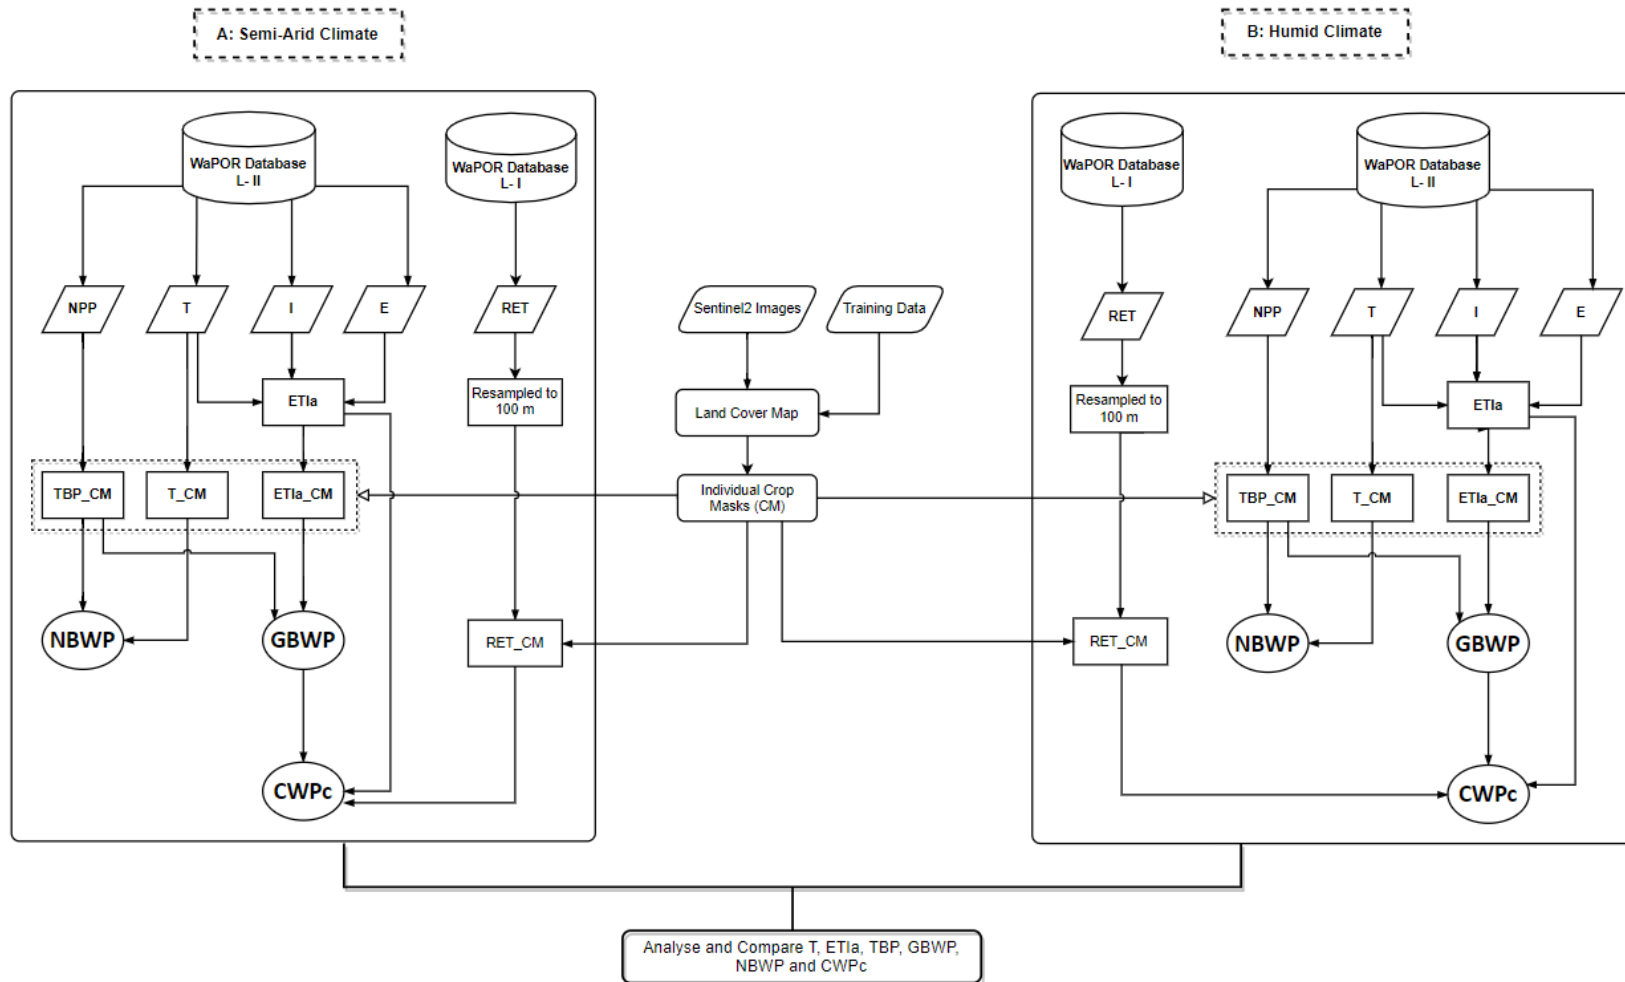 A: Semi-Arid Climate
B: Humid Climate
WaPOR Database
L- II
WaPOR Database
L- I
WaPOR Database
L- I
WaPOR Database
L- II
NPP
T
I
E
RET
Sentinel2 Images
Training Data
RET
NPP
T
I
E
ETIa
Resampled to
100 m
Land Cover Map
Resampled to
100 m
ETIa
TBP_CM
T_CM
ETIa_CM
Individual Crop
Masks (CM)
TBP_CM
T_CM
ETIa_CM
NBWP
GBWP
RET_CM
RET_CM
NBWP
GBWP
CWPc
CWPc
Analyse and Compare T, ETIa, TBP, GBWP,
NBWP and CWPc